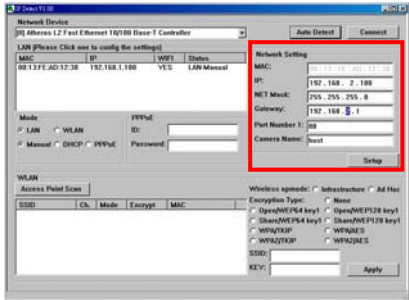 IP Detect V1.00
Network Device
[0] Atheros L2 Fast Ethernet 10/100 Base-T Controller
Auto Detect
Connect
LAN (Please Click one to config the settings)
MAC IP WIFI Status
00:13:FE:AD:12:38 192.168.1.100 YES LAN-Manual
Network Setting
MAC:
IP: 192.168. 2 .100
NET Mask: 255.255.255.0
Gateway: 192.168.2.1
Port Number 1: 80
Camera Name: host
Setup
Mode
LAN WLAN
Manual DHCP PPPoE
PPPoE
ID:
Password:
WLAN
Access Point Scan
SSID Ch. Mode Encrypt MAC
Wireless opmode: Infrastructure Ad Hoc
Encryption Type: None
Open/WEP64 key1 Open/WEP128 key1
Share/WEP64 key1 Share/WEP128 key1
WPA/TKIP WPA/AES
WPA2/TKIP WPA2/AES
SSID:
KEY:
Apply